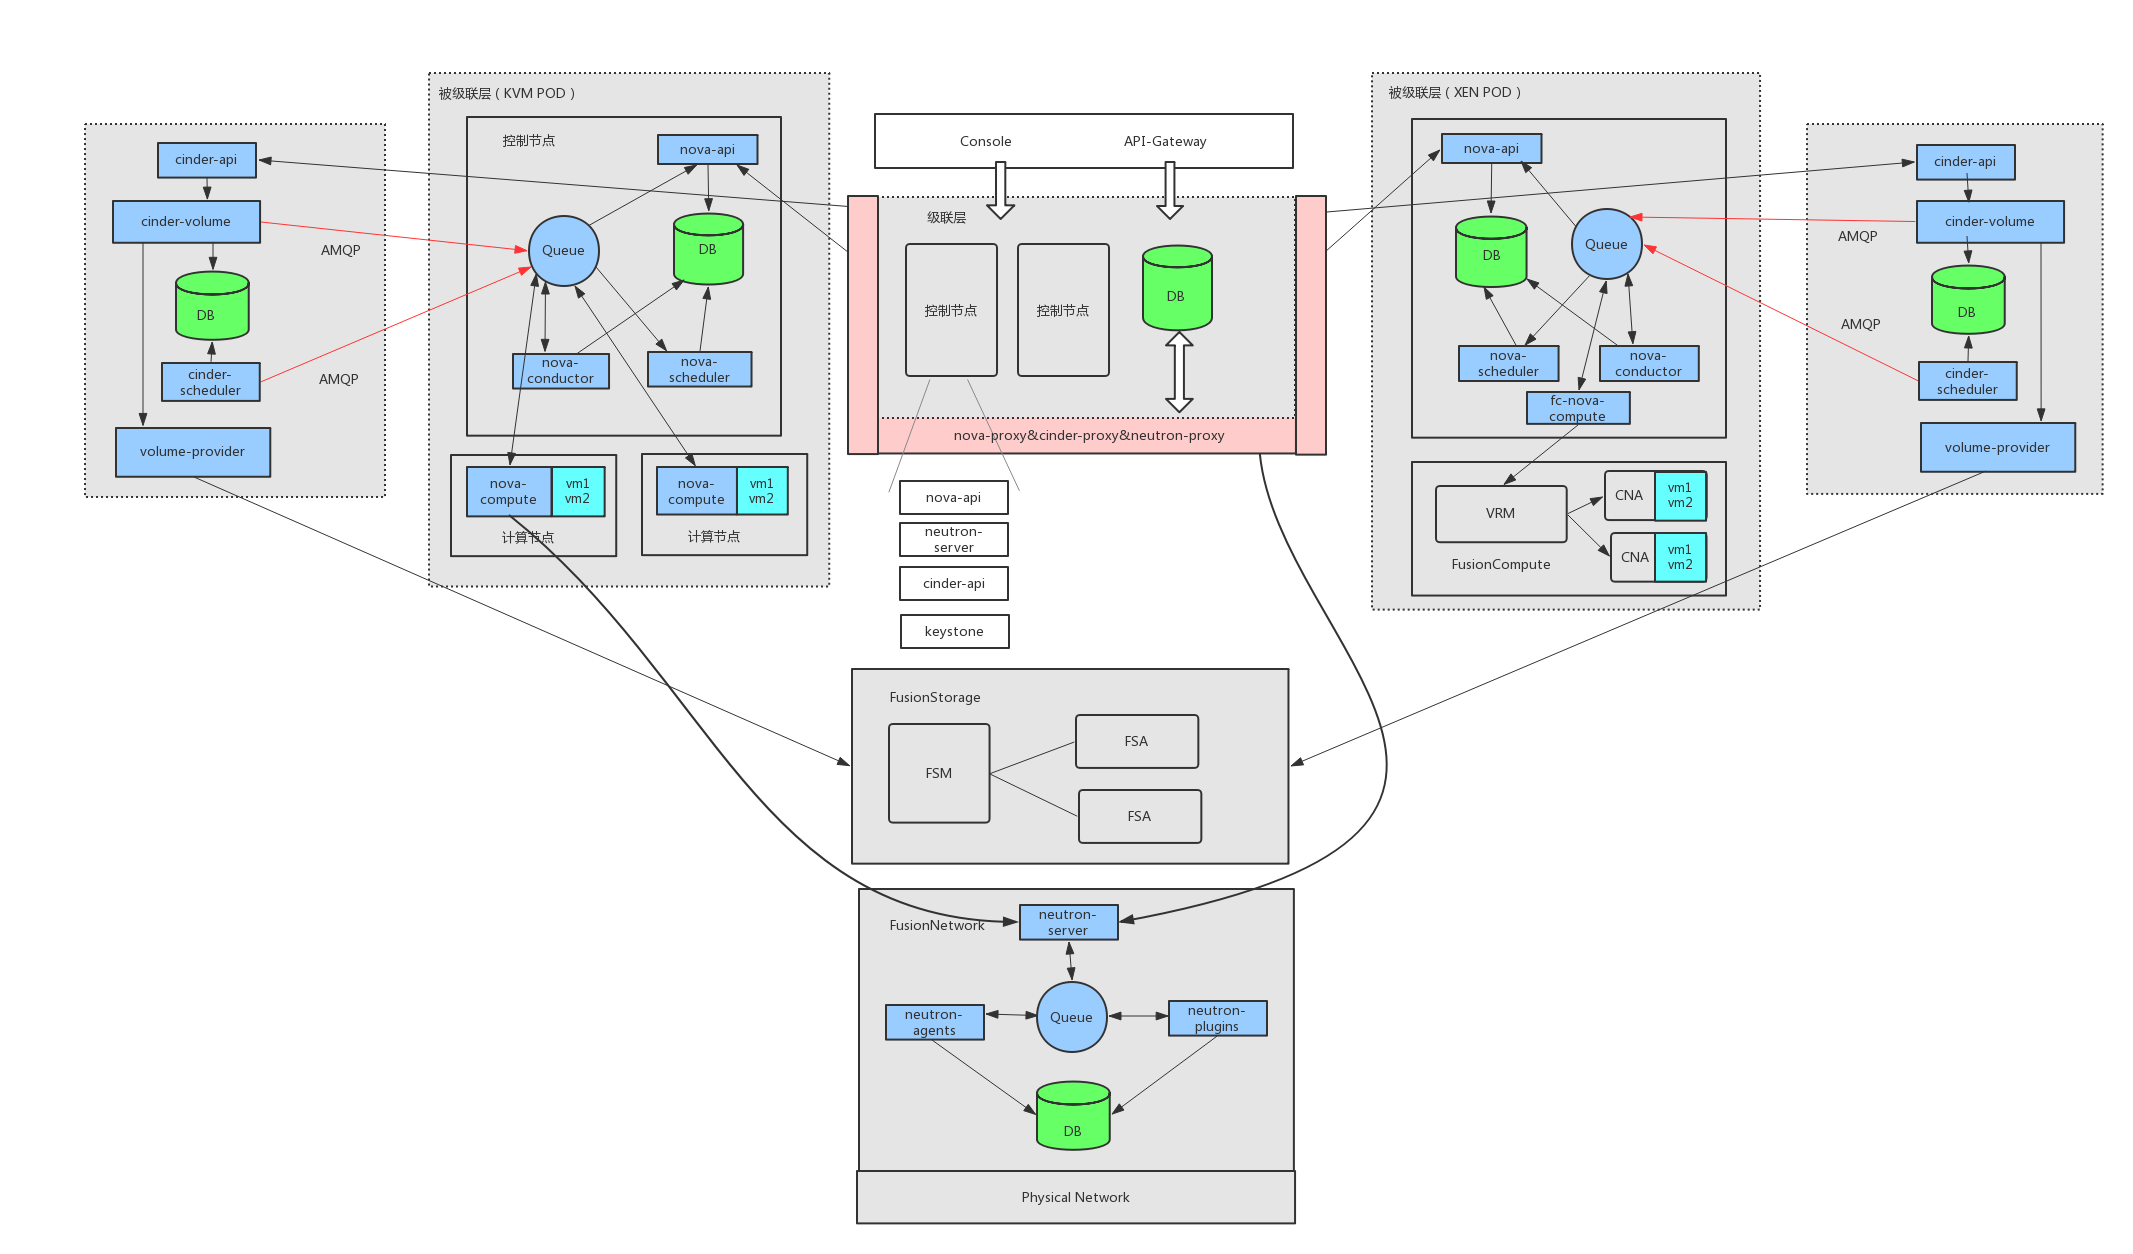 cinder-api
cinder-volume
AMQP
DB
cinder-
scheduler
AMQP
volume-provider
被级联层 ( KVM POD )
控制节点
nova-api
Queue
DB
nova-
conductor
nova-
scheduler
nova-
compute
vm1
vm2
计算节点
nova-
compute
vm1
vm2
计算节点
Console
API-Gateway
级联层
控制节点
控制节点
DB
nova-proxy&cinder-proxy&neutron-proxy
nova-api
neutron-
server
cinder-api
keystone
被级联层 ( XEN POD )
nova-api
DB
Queue
nova-
scheduler
nova-
conductor
fc-nova-
compute
VRM
CNA
vm1
vm2
CNA
vm1
vm2
FusionCompute
cinder-api
cinder-volume
AMQP
DB
AMQP
cinder-
scheduler
volume-provider
FusionStorage
FSM
FSA
FSA
FusionNetwork
neutron-
server
neutron-
agents
Queue
neutron-
plugins
DB
Physical Network